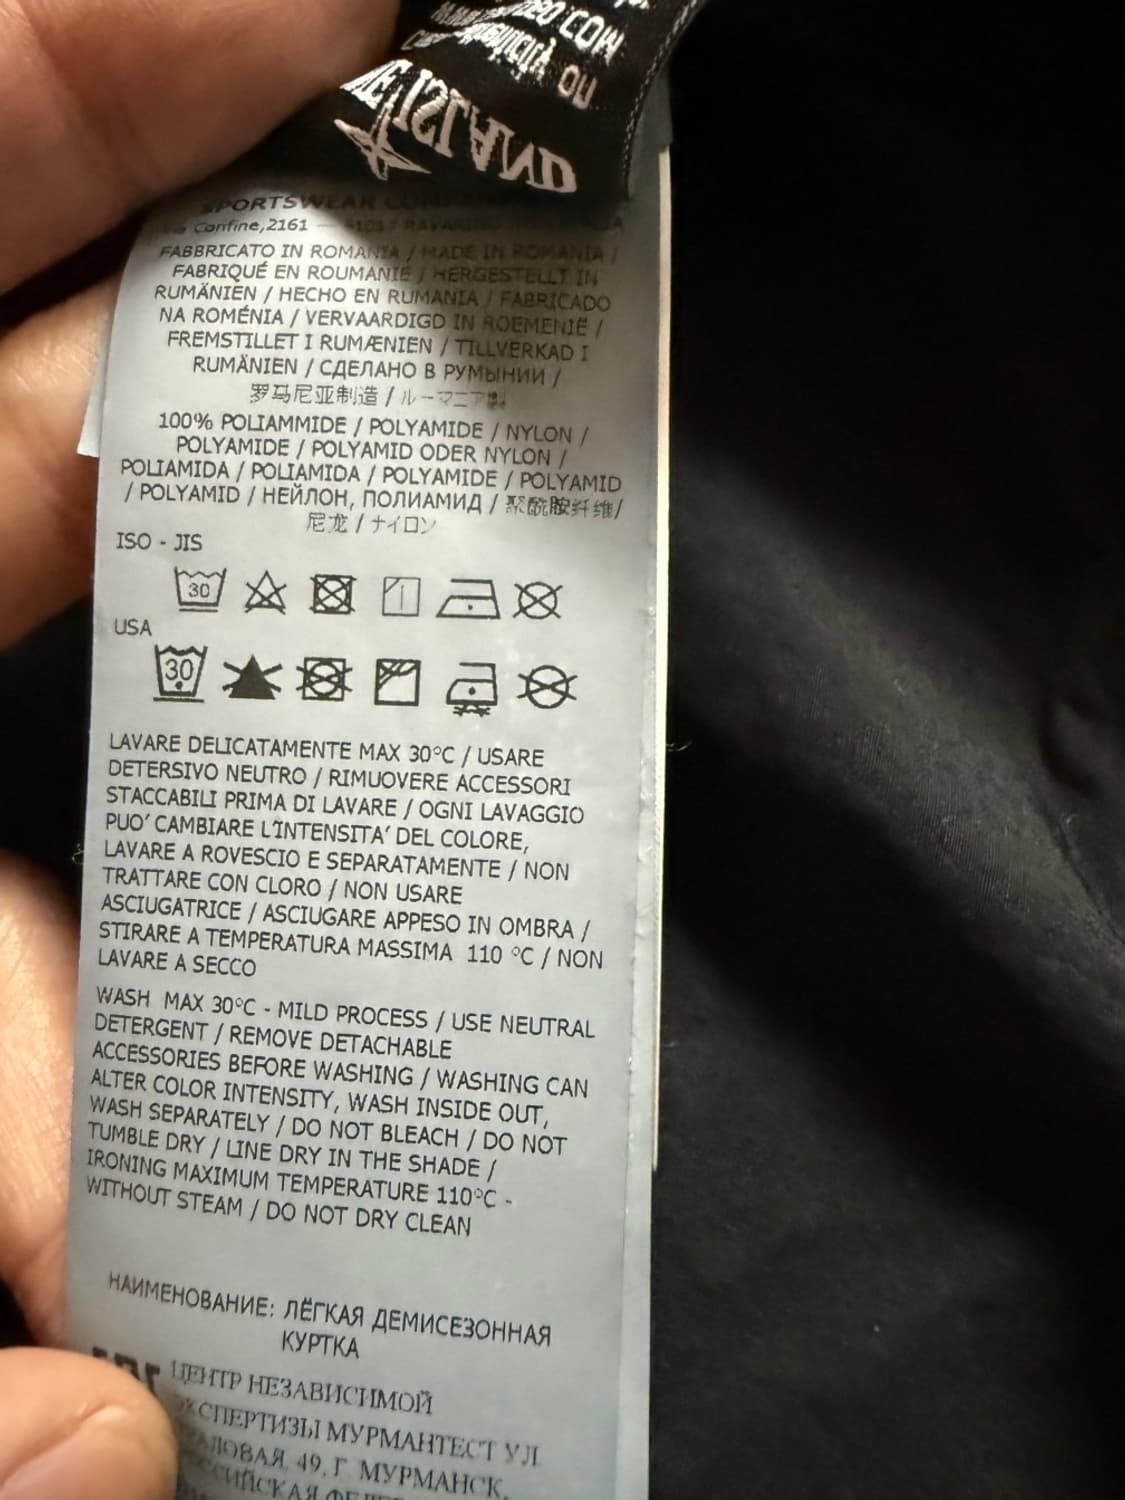 OU
ISLAND
SPORTSWEAR
Confine,2161
FABBRICATO IN ROMANIA / MADE IN ROMANIA /
FABRIQUÉ EN ROUMANIE / HERGESTELLT IN
RUMÄNIEN / HECHO EN RUMANIA / FABRICADO
NA ROMÉNIA / VERVAARDIGD IN ROEMENIË /
FREMSTILLET I RUMÆNIEN / TILLVERKAD I
RUMÄNIEN / СДЕЛАНО В РУМЫНИИ /
罗马尼亚制造 / ルーマニア製
100% POLIAMMIDE / POLYAMIDE / NYLON /
POLYAMIDE / POLYAMID ODER NYLON /
POLIAMIDA / POLIAMIDA / POLYAMIDE / POLYAMID
/ POLYAMID / НЕЙЛОН, ПОЛИАМИД / 聚酰胺纤维/
尼龙 / ナイロン
ISO - JIS
30
USA
30
LAVARE DELICATAMENTE MAX 30°C / USARE
DETERSIVO NEUTRO / RIMUOVERE ACCESSORI
STACCABILI PRIMA DI LAVARE / OGNI LAVAGGIO
PUO' CAMBIARE L'INTENSITA' DEL COLORE,
LAVARE A ROVESCIO E SEPARATAMENTE / NON
TRATTARE CON CLORO / NON USARE
ASCIUGATRICE / ASCIUGARE APPESO IN OMBRA /
STIRARE A TEMPERATURA MASSIMA 110 °C / NON
LAVARE A SECCO
WASH MAX 30°C - MILD PROCESS / USE NEUTRAL
DETERGENT / REMOVE DETACHABLE
ACCESSORIES BEFORE WASHING / WASHING CAN
ALTER COLOR INTENSITY, WASH INSIDE OUT,
WASH SEPARATELY / DO NOT BLEACH / DO NOT
TUMBLE DRY / LINE DRY IN THE SHADE /
IRONING MAXIMUM TEMPERATURE 110°C -
WITHOUT STEAM / DO NOT DRY CLEAN
НАИМЕНОВАНИЕ: ЛЁГКАЯ ДЕМИСЕЗОННАЯ
КУРТКА
ЦЕНТР НЕЗАВИСИМОЙ
ЭКСПЕРТИЗЫ МУРМАНТЕСТ УЛ
49, Г. МУРМАНСК,